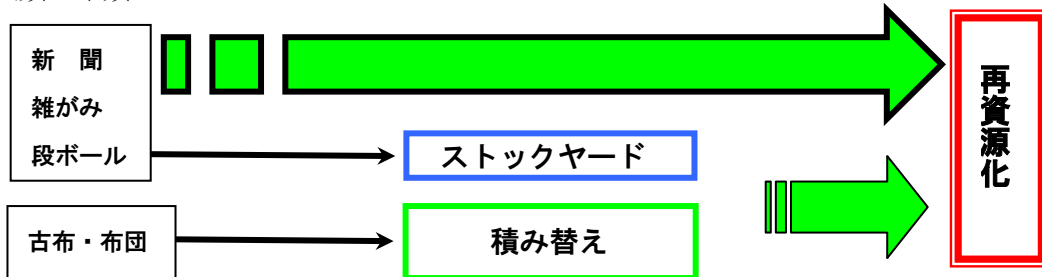 新　聞
雑がみ
段ボール
ストックヤード
古布・布団
積み替え
再資源化